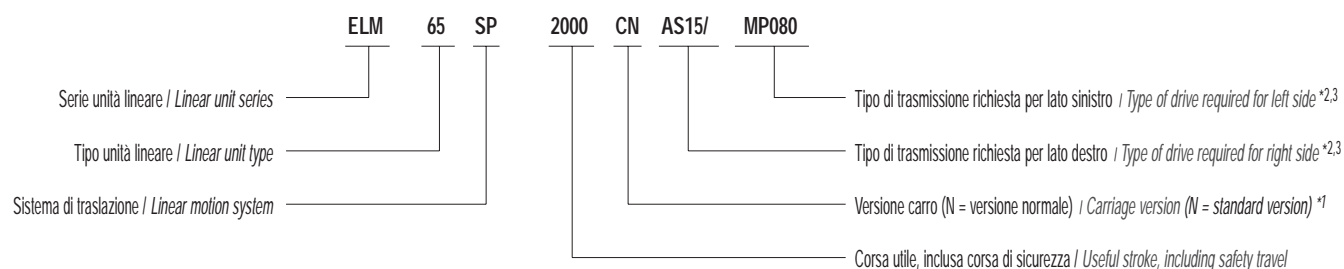 ELM 65 SP 2000 CN AS15/ MP080
Serie unità lineare / Linear unit series
Tipo di trasmissione richiesta per lato sinistro / Type of drive required for left side *2,3
Tipo unità lineare / Linear unit type
Tipo di trasmissione richiesta per lato destro / Type of drive required for right side *2,3
Sistema di traslazione / Linear motion system
Versione carro (N = versione normale) / Carriage version (N = standard version) *1
Corsa utile, inclusa corsa di sicurezza / Useful stroke, including safety travel